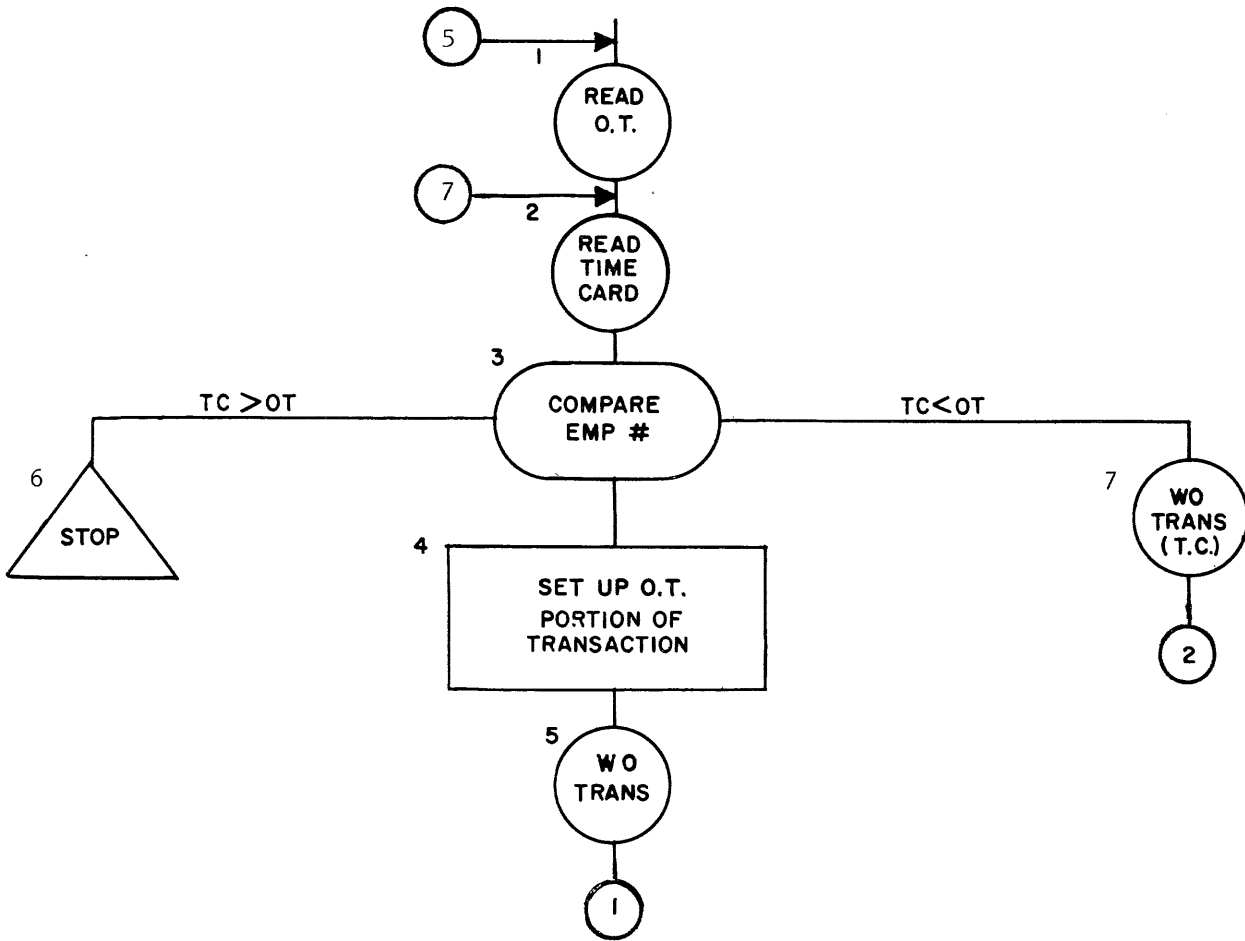 5
1
READ
O.T.
7
2
READ
TIME
CARD
3
COMPARE
EMP #
TC > OT
TC < OT
6
STOP
7
WO
TRANS
(T.C.)
2
4
SET UP O.T.
PORTION OF
TRANSACTION
5
WO
TRANS
1